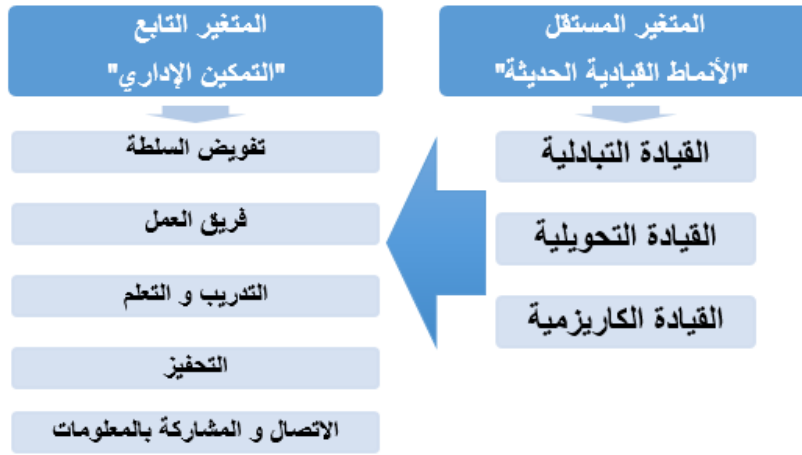 المتغير المستقل
"الأنماط القيادية الحديثة"
القيادة التبادلية
القيادة التحويلية
القيادة الكاريزمية
المتغير التابع
"التمكين الإداري"
تفويض السلطة
فريق العمل
التدريب و التعلم
التحفيز
الاتصال و المشاركة بالمعلومات